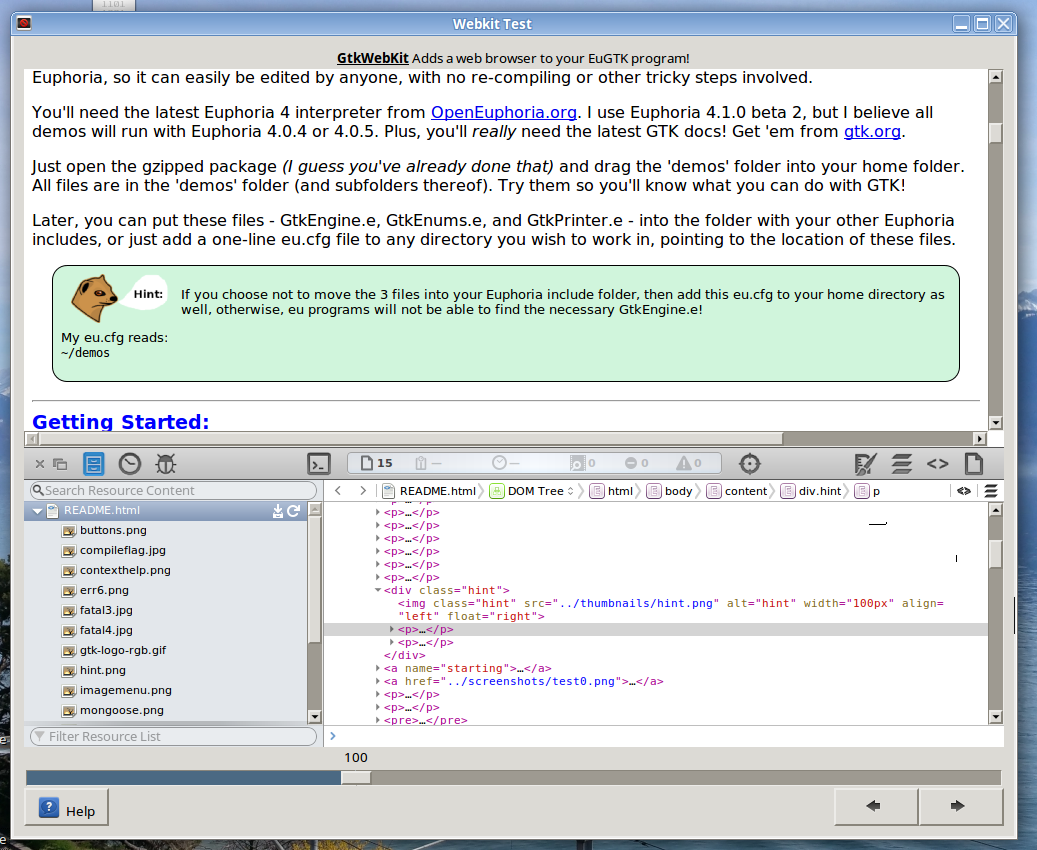 1101
Webkit Test
GtkWebKit Adds a web browser to your EuGTK program!
Euphoria, so it can easily be edited by anyone, with no re-compiling or other tricky steps involved.
You'll need the latest Euphoria 4 interpreter from OpenEuphoria.org. I use Euphoria 4.1.0 beta 2, but I believe all
demos will run with Euphoria 4.0.4 or 4.0.5. Plus, you'll really need the latest GTK docs! Get 'em from gtk.org.
Just open the gzipped package (I guess you've already done that) and drag the 'demos' folder into your home folder.
All files are in the 'demos' folder (and subfolders thereof). Try them so you'll know what you can do with GTK!
Later, you can put these files - GtkEngine.e, GtkEnums.e, and GtkPrinter.e - into the folder with your other Euphoria
includes, or just add a one-line eu.cfg file to any directory you wish to work in, pointing to the location of these files.
Hint:
If you choose not to move the 3 files into your Euphoria include folder, then add this eu.cfg to your home directory as
well, otherwise, eu programs will not be able to find the necessary GtkEngine.e!
My eu.cfg reads:
~/demos
Getting Started:
15 — — 0 0 0
Search Resource Content
README.html DOM Tree html body content div.hint p
README.html
buttons.png
compileflag.jpg
contexthelp.png
err6.png
fatal3.jpg
fatal4.jpg
gtk-logo-rgb.gif
hint.png
imagemenu.png
mongoose.png
Filter Resource List
<p>…</p>
<p>…</p>
<p>…</p>
<p>…</p>
<p>…</p>
<p>…</p>
<div class="hint">
<img class="hint" src="../thumbnails/hint.png" alt="hint" width="100px" align=
"left" float="right">
<p>…</p>
<p>…</p>
</div>
<a name="starting">…</a>
<a href="../screenshots/test0.png">…</a>
<p>…</p>
<p>…</p>
<pre>…</pre>
100
Help